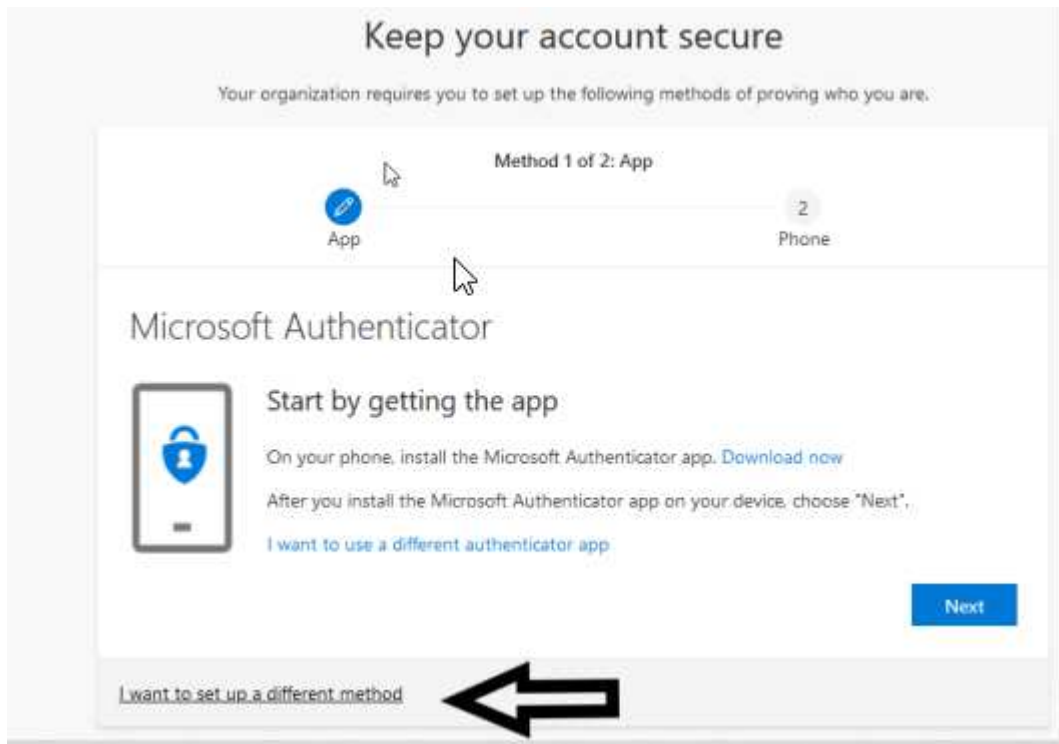 Keep your account secure
Your organization requires you to set up the following methods of proving who you are.
Method 1 of 2: App
App
2
Phone
Microsoft Authenticator
Start by getting the app
On your phone, install the Microsoft Authenticator app. Download now
After you install the Microsoft Authenticator app on your device, choose "Next".
I want to use a different authenticator app
Next
I want to set up a different method